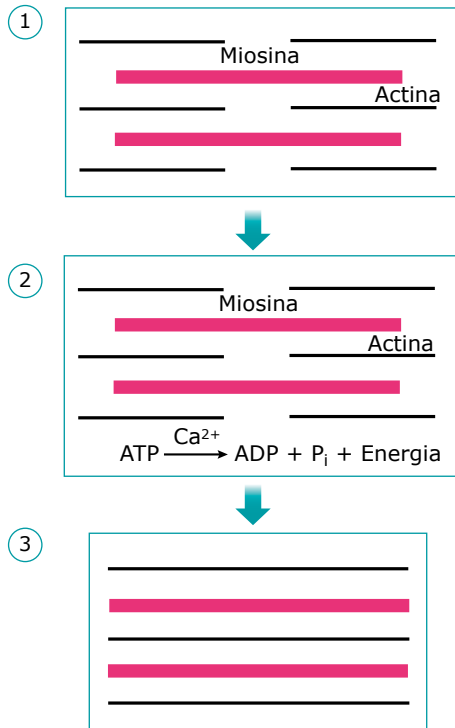 1
Miosina
Actina
2
Miosina
Actina
Ca²⁺
ATP ⟶ ADP + Pᵢ + Energia
3